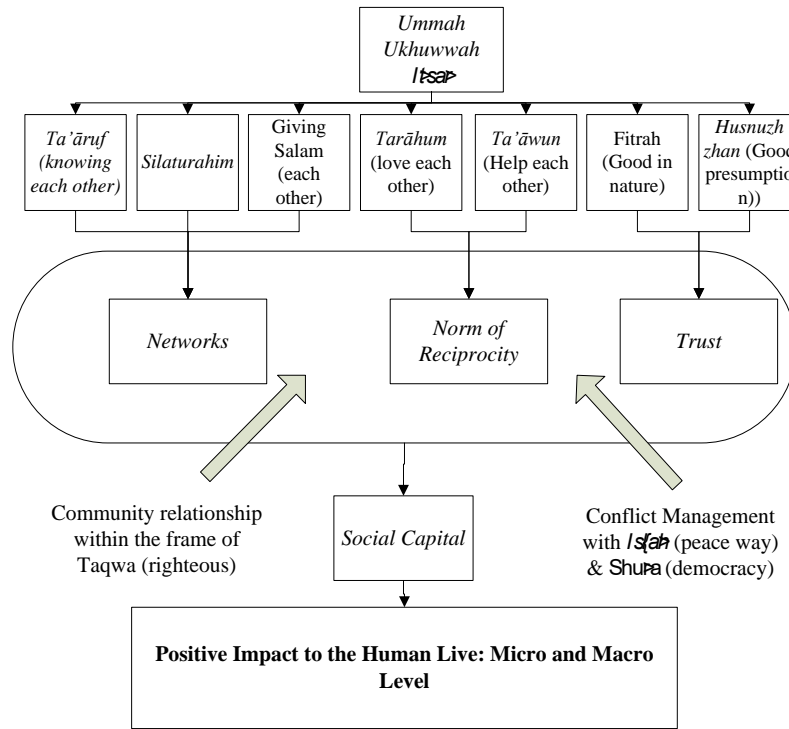 Ummah
Ukhuwwah
Ta’āruf
(knowing
each other)
Silaturahim
Giving
Salam
(each
other)
Tarāhum
(love each
other)
Ta’āwun
(Help each
other)
Fitrah
(Good in
nature)
Husnuzh
zhan (Good
presumptio
n))
Networks
Norm of
Reciprocity
Trust
Community relationship
within the frame of
Taqwa (righteous)
Social Capital
Conflict Management
with (peace way)
& (democracy)
Positive Impact to the Human Live: Micro and Macro
Level